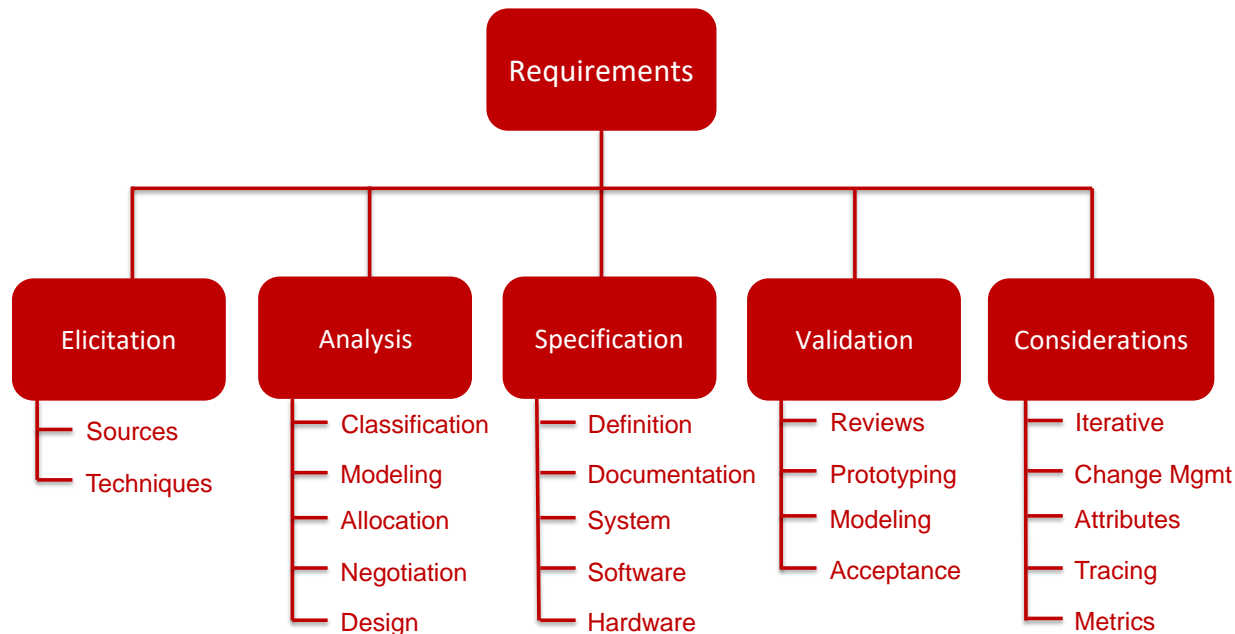 Requirements
Elicitation
Sources
Techniques
Analysis
Classification
Modeling
Allocation
Negotiation
Design
Specification
Definition
Documentation
System
Software
Hardware
Validation
Reviews
Prototyping
Modeling
Acceptance
Considerations
Iterative
Change Mgmt
Attributes
Tracing
Metrics